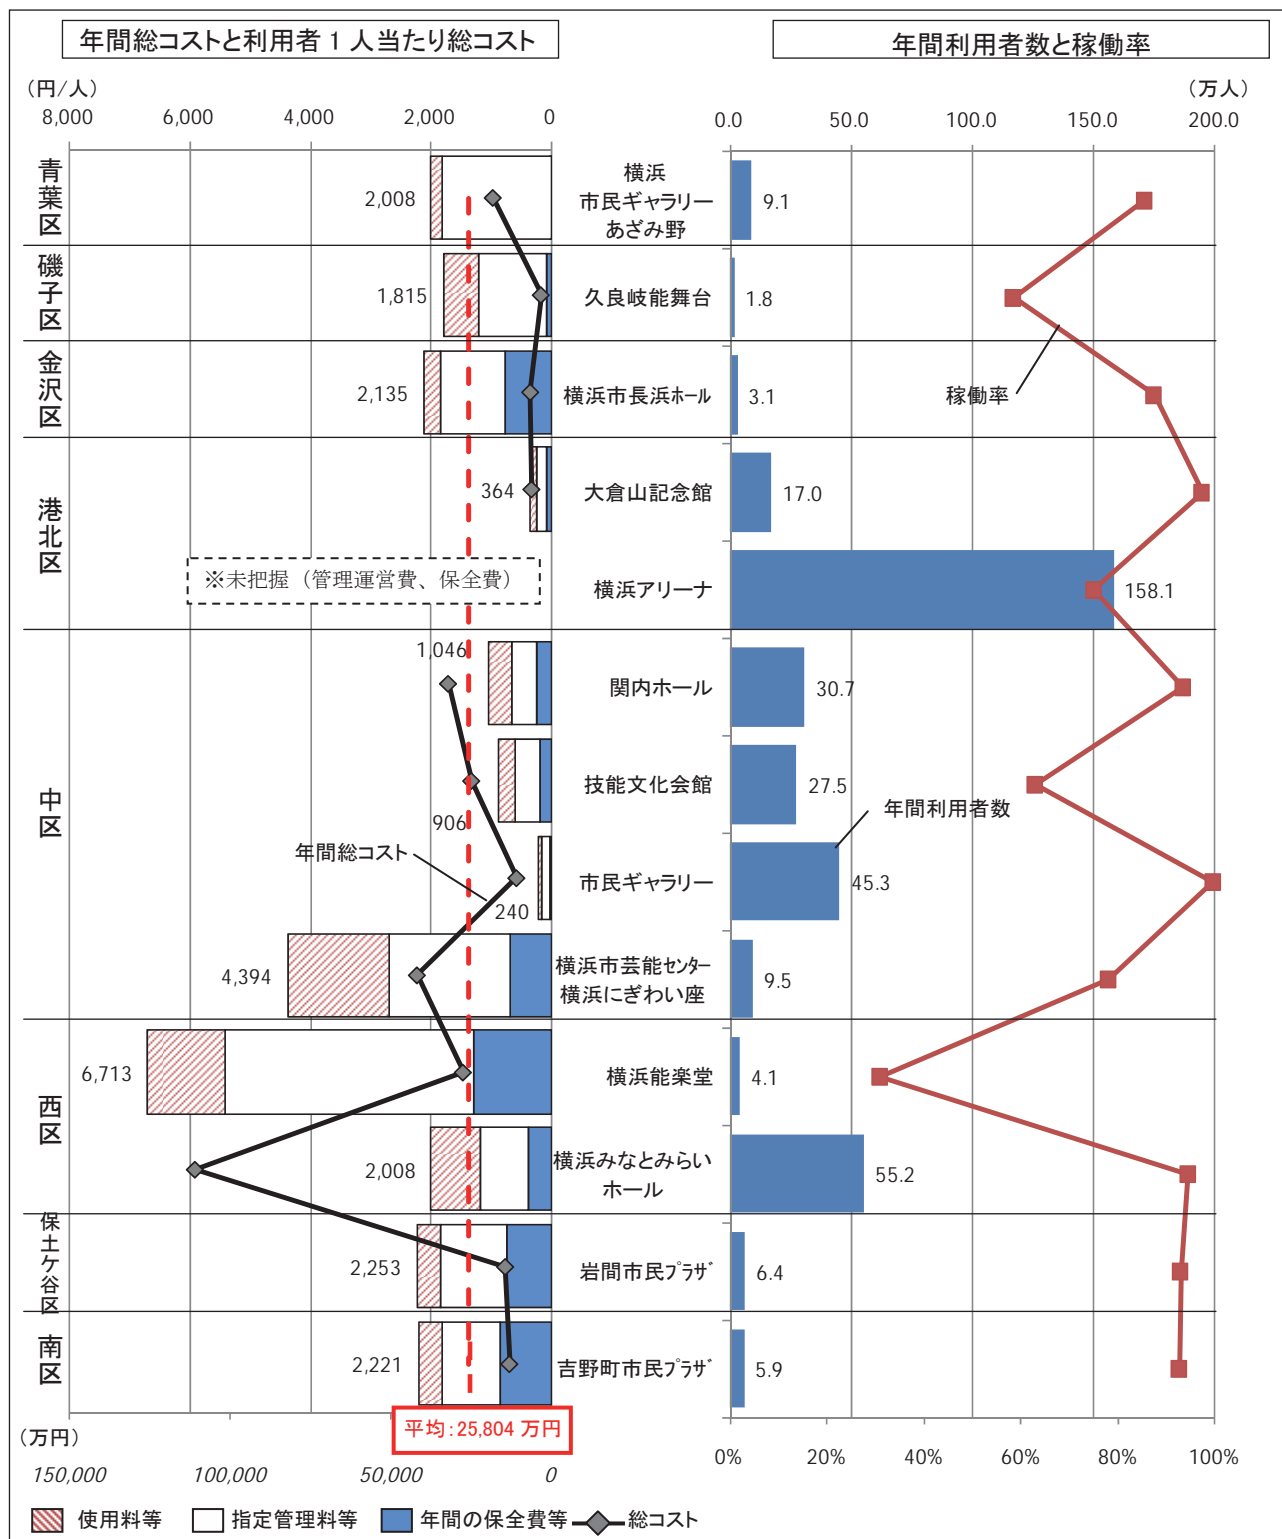 年間総コストと利用者1人当たり総コスト
年間利用者数と稼働率
（円/人）
（万人）
8,000 6,000 4,000 2,000 0
0.0 50.0 100.0 150.0 200.0
青葉区
2,008
横浜
市民ギャラリー
あざみ野
9.1
磯子区
1,815
久良岐能舞台
1.8
金沢区
2,135
横浜市長浜ホール
3.1
稼働率
港北区
364
大倉山記念館
17.0
※未把握（管理運営費、保全費）
横浜アリーナ
158.1
中区
1,046
関内ホール
30.7
906
技能文化会館
27.5
年間利用者数
年間総コスト
240
市民ギャラリー
45.3
4,394
横浜市芸能センター
横浜にぎわい座
9.5
西区
6,713
横浜能楽堂
4.1
2,008
横浜みなとみらい
ホール
55.2
保土ケ谷区
2,253
岩間市民プラザ
6.4
南区
2,221
吉野町市民プラザ
5.9
平均：25,804 万円
（万円）
150,000 100,000 50,000 0
0% 20% 40% 60% 80% 100%
使用料等 指定管理料等 年間の保全費等 総コスト